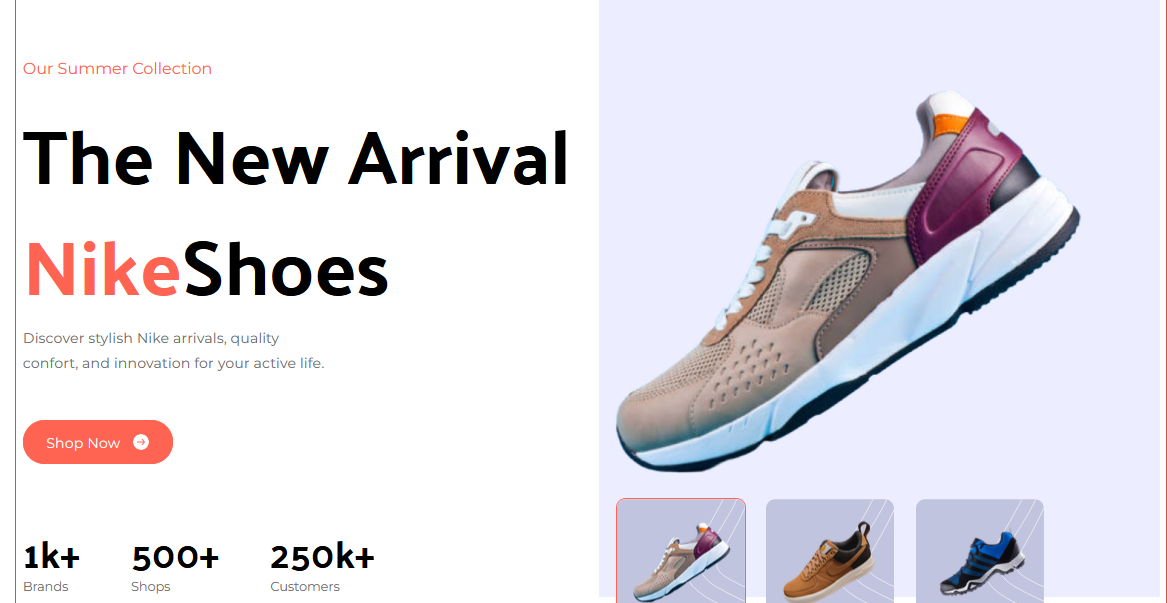 Our Summer Collection
The New Arrival
NikeShoes
Discover stylish Nike arrivals, quality
confort, and innovation for your active life.
Shop Now
1k+ 500+ 250k+
Brands Shops Customers